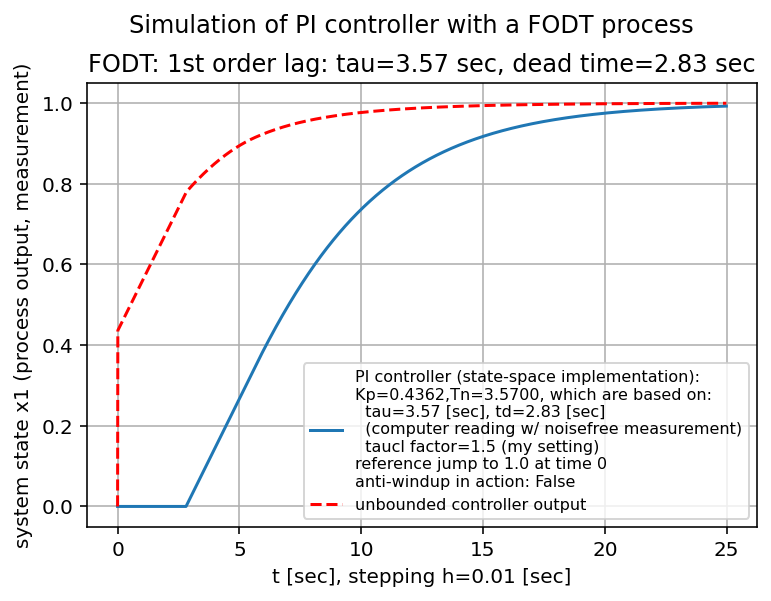 Simulation of PI controller with a FODT process
FODT: 1st order lag: tau=3.57 sec, dead time=2.83 sec
system state x1 (process output, measurement)
1.0
0.8
0.6
0.4
0.2
0.0
PI controller (state-space implementation):
Kp=0.4362,Tn=3.5700, which are based on:
tau=3.57 [sec], td=2.83 [sec]
(computer reading w/ noisefree measurement)
taucl factor=1.5 (my setting)
reference jump to 1.0 at time 0
anti-windup in action: False
unbounded controller output
0 5 10 15 20 25
t [sec], stepping h=0.01 [sec]